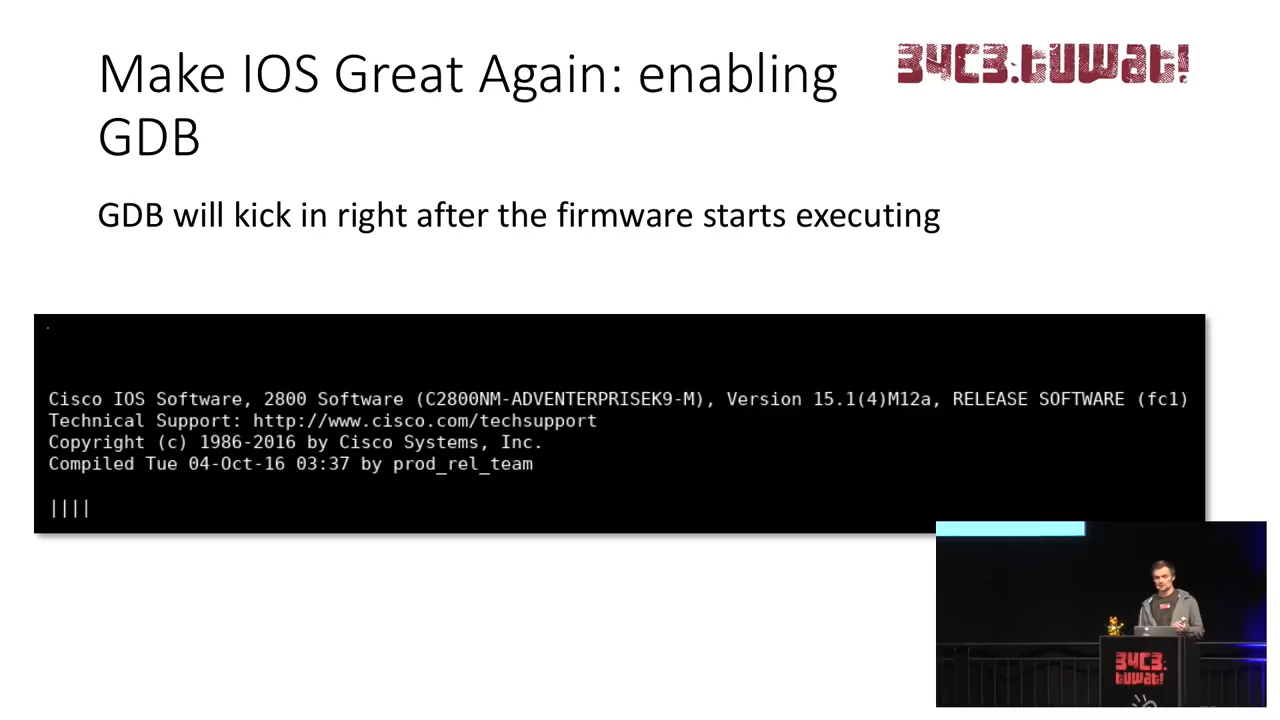 Make IOS Great Again: enabling
GDB
34C3.tuwat!
GDB will kick in right after the firmware starts executing
.
Cisco IOS Software, 2800 Software (C2800NM-ADVENTERPRISEK9-M), Version 15.1(4)M12a, RELEASE SOFTWARE (fc1)
Technical Support: http://www.cisco.com/techsupport
Copyright (c) 1986-2016 by Cisco Systems, Inc.
Compiled Tue 04-Oct-16 03:37 by prod_rel_team
||||
34C3.
tuwat!